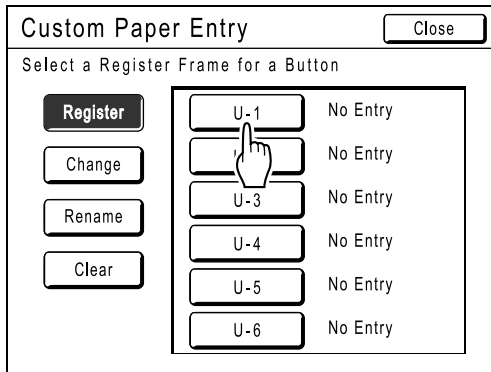 Custom Paper Entry Close
Select a Register Frame for a Button
Register
Change
Rename
Clear
U-1 No Entry
No Entry
U-3 No Entry
U-4 No Entry
U-5 No Entry
U-6 No Entry